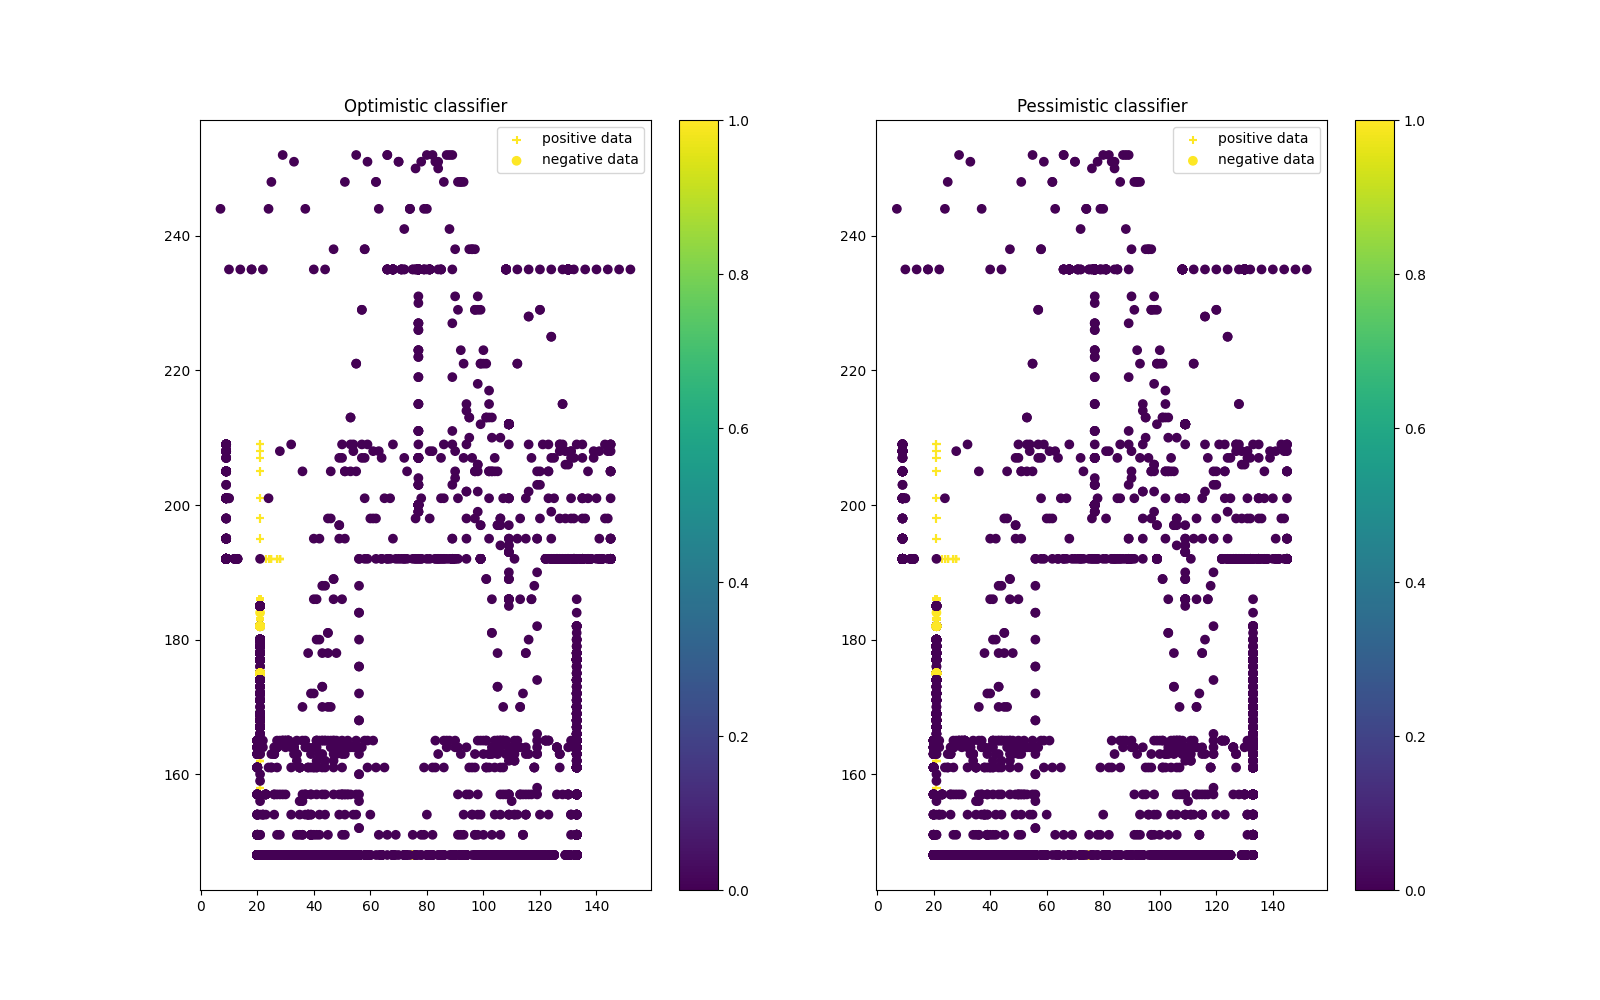 Optimistic classifier
positive data
negative data
240
220
200
180
160
0 20 40 60 80 100 120 140
1.0
0.8
0.6
0.4
0.2
0.0
Pessimistic classifier
positive data
negative data
240
220
200
180
160
0 20 40 60 80 100 120 140
1.0
0.8
0.6
0.4
0.2
0.0